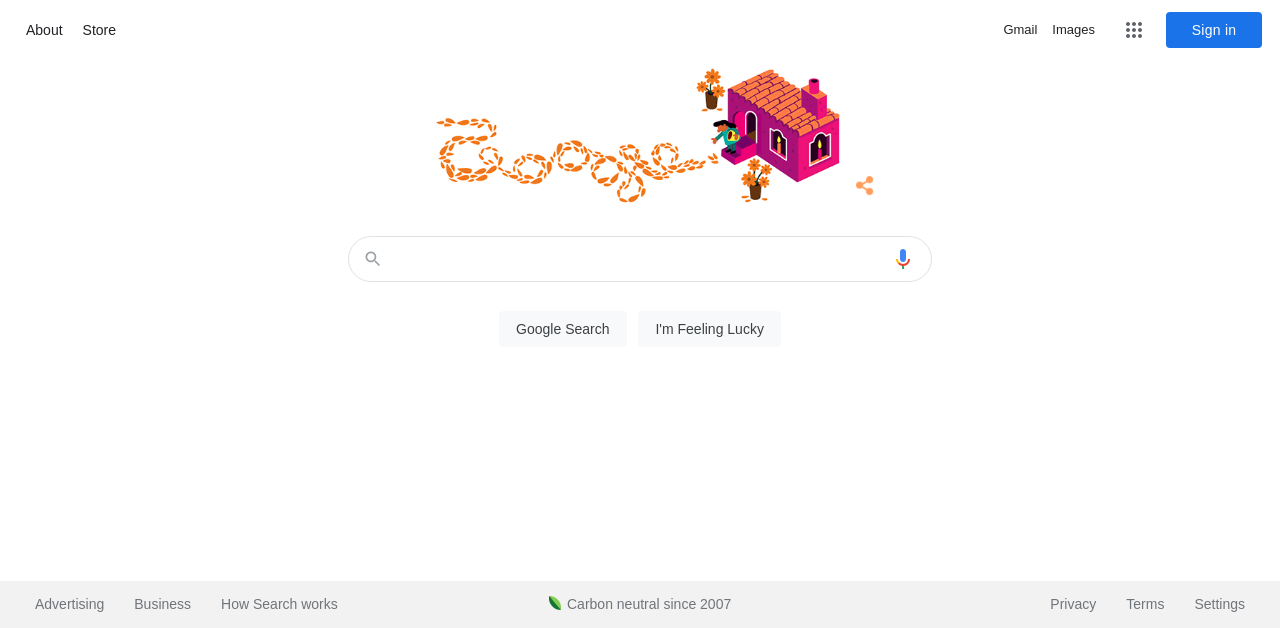 About Store Gmail Images Sign in
Google
Google Search I'm Feeling Lucky
Advertising Business How Search works Carbon neutral since 2007 Privacy Terms Settings